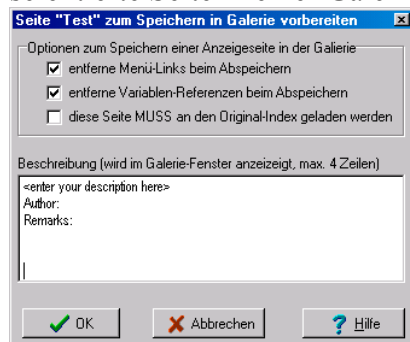 Seite "Test" zum Speichern in Galerie vorbereiten
Optionen zum Speichern einer Anzeigeseite in der Galierie
entferne Menü-Links beim Abspeichern
entferne Variablen-Referenzen beim Abspeichern
diese Seite MUSS an den Original-Index geladen werden
Beschreibung (wird im Galerie-Fenster anzeizeigt, max. 4 Zeilen)
<enter your description here>
Author:
Remarks:
OK Abbrechen Hilfe